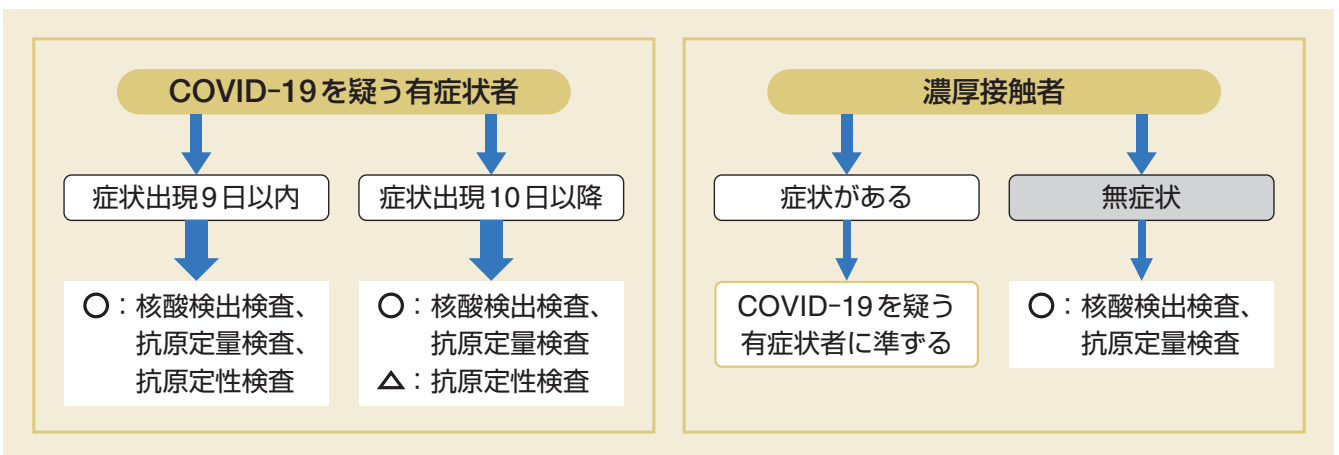 COVID-19を疑う有症状者
症状出現9日以内
症状出現10日以降
○:核酸検出検査、
抗原定量検査、
抗原定性検査
○:核酸検出検査、
抗原定量検査
△:抗原定性検査
濃厚接触者
症状がある
無症状
COVID-19を疑う
有症状者に準ずる
○:核酸検出検査、
抗原定量検査